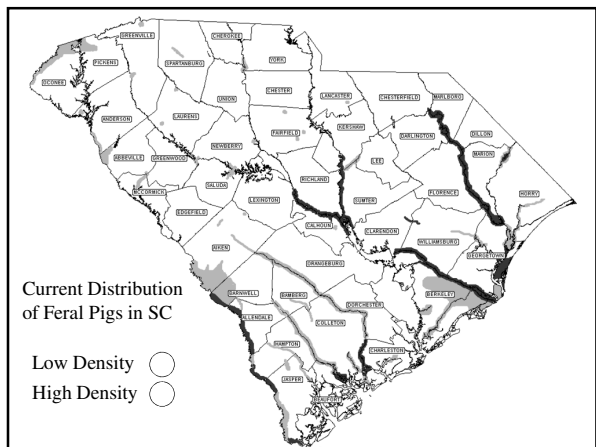 GREENVILLE
CHEROKEE
SPARTANBURG
YORK
PICKENS
OCONEE
UNION
CHESTER
LANCASTER
CHESTERFIELD
MARLBORO
ANDERSON
LAURENS
FAIRFIELD
KERSHAW
DARLINGTON
DILLON
ABBEVILLE
GREENWOOD
NEWBERRY
LEE
MARION
MCCORMICK
SALUDA
RICHLAND
FLORENCE
HORRY
EDGEFIELD
LEXINGTON
SUMTER
CALHOUN
CLARENDON
WILLIAMSBURG
AIKEN
ORANGEBURG
GEORGETOWN
Current Distribution
of Feral Pigs in SC
BARNWELL
BAMBERG
BERKELEY
DORCHESTER
ALLENDALE
COLLETON
HAMPTON
CHARLESTON
Low Density
JASPER
High Density
BEAUFORT